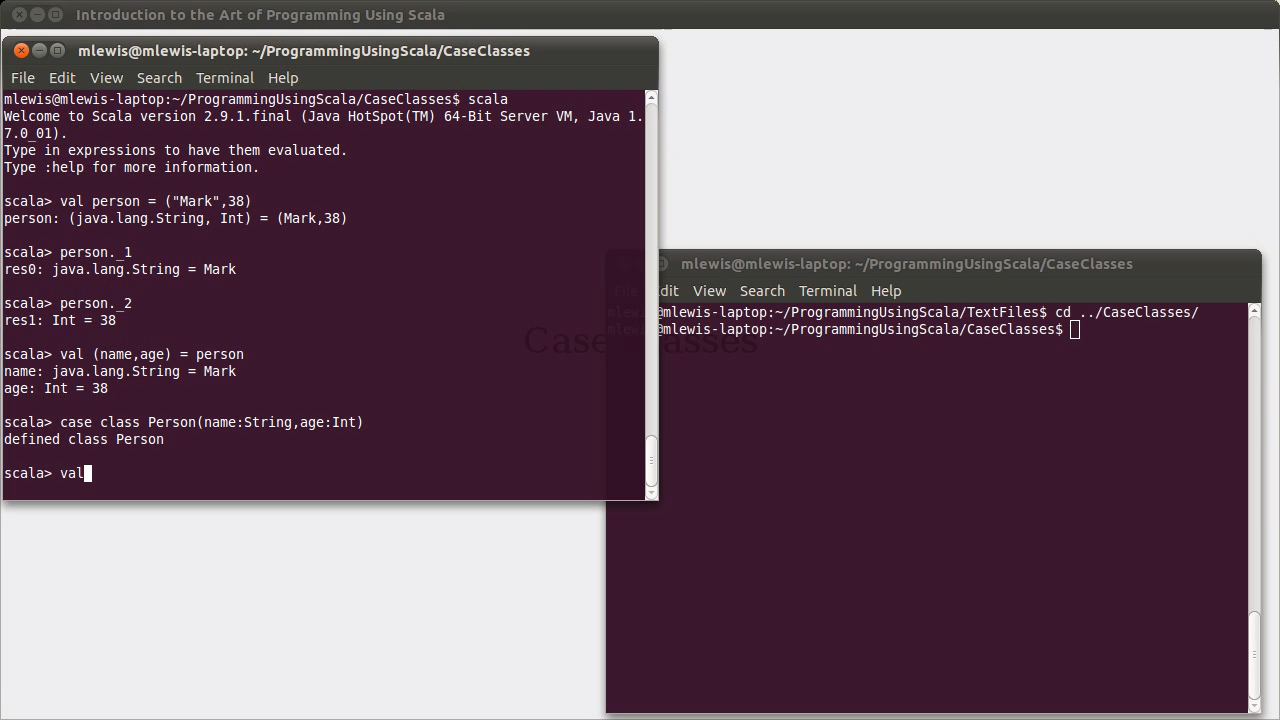 Introduction to the Art of Programming Using Scala
mlewis@mlewis-laptop: ~/ProgrammingUsingScala/CaseClasses
File Edit View Search Terminal Help
mlewis@mlewis-laptop:~/ProgrammingUsingScala/CaseClasses$ scala
Welcome to Scala version 2.9.1.final (Java HotSpot(TM) 64-Bit Server VM, Java 1.
7.0_01).
Type in expressions to have them evaluated.
Type :help for more information.
scala> val person = ("Mark",38)
person: (java.lang.String, Int) = (Mark,38)
scala> person._1
res0: java.lang.String = Mark
scala> person._2
res1: Int = 38
scala> val (name,age) = person
name: java.lang.String = Mark
age: Int = 38
scala> case class Person(name:String,age:Int)
defined class Person
scala> val
mlewis@mlewis-laptop: ~/ProgrammingUsingScala/CaseClasses
File Edit View Search Terminal Help
mlewis@mlewis-laptop:~/ProgrammingUsingScala/TextFiles$ cd ../CaseClasses/
mlewis@mlewis-laptop:~/ProgrammingUsingScala/CaseClasses$
Case Classes